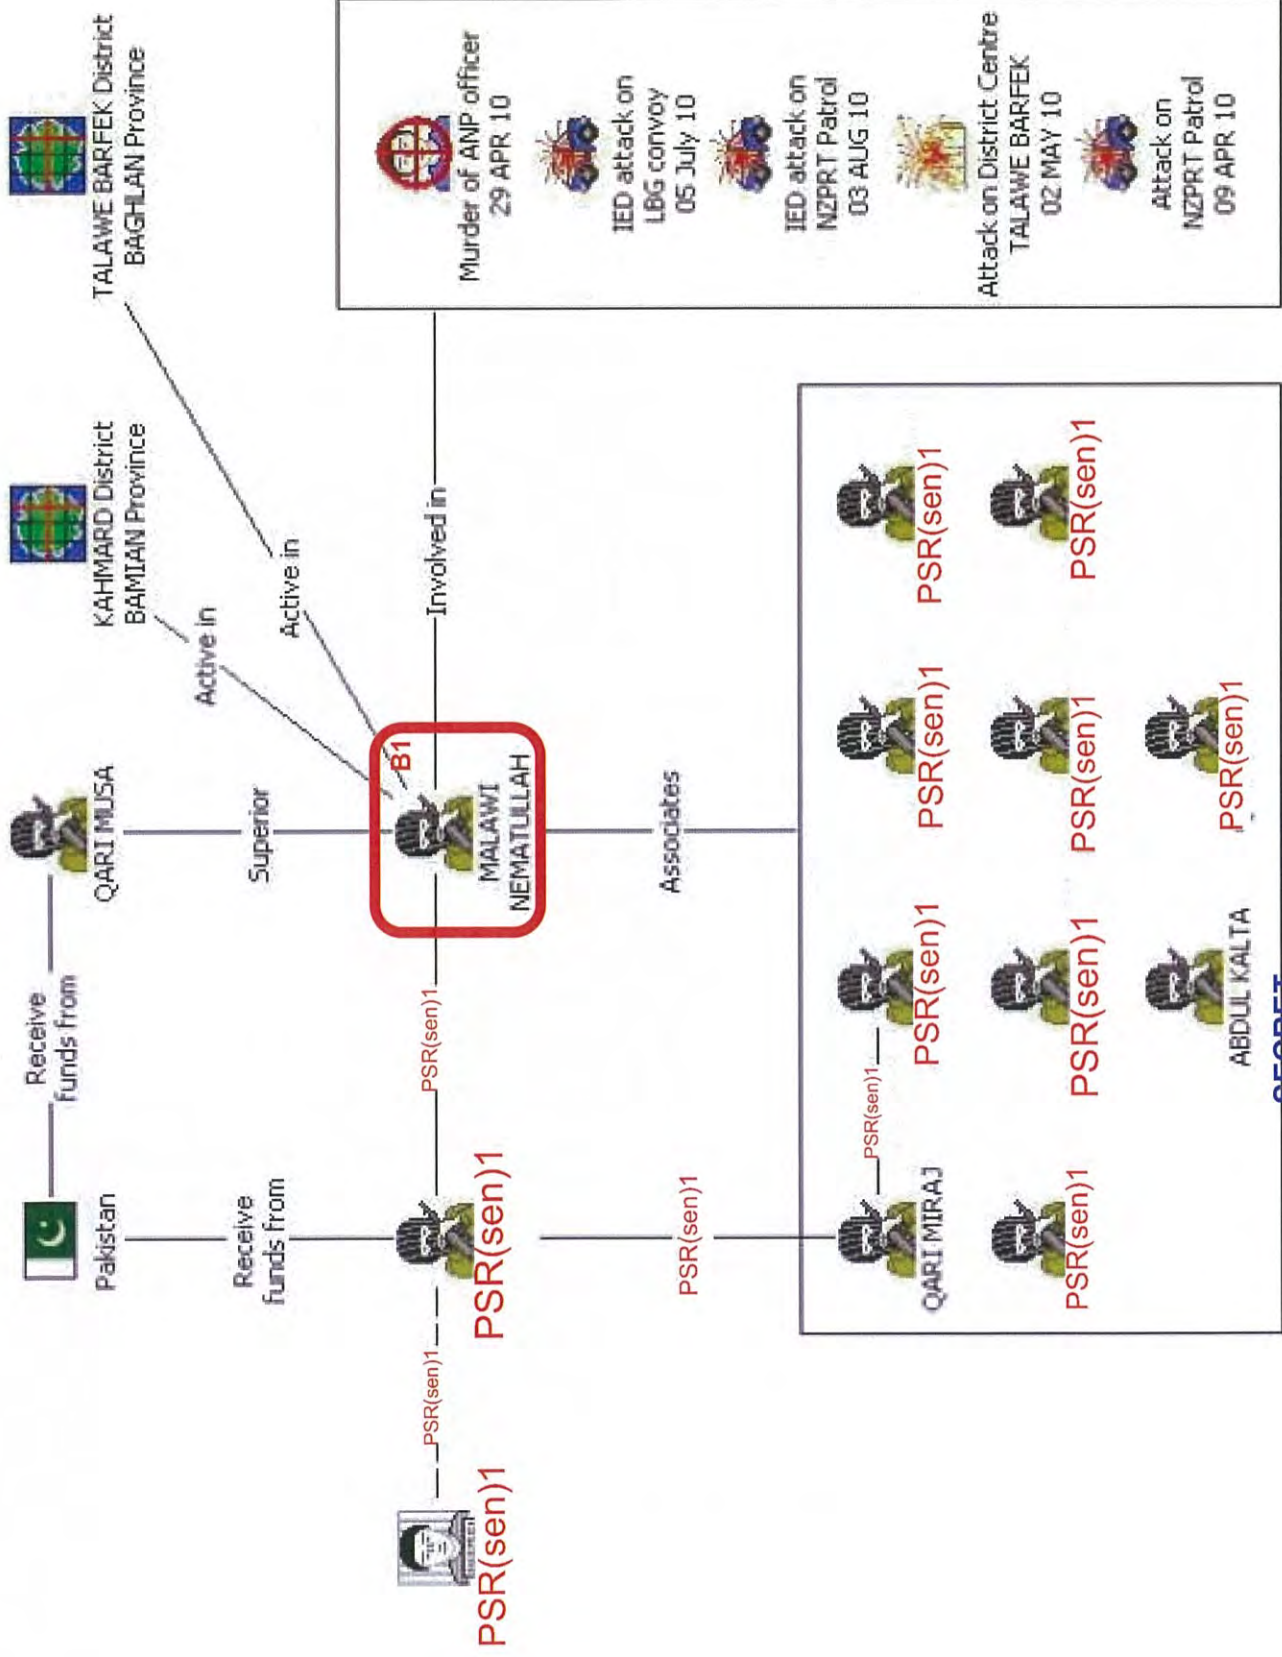 Receive
funds from
Pakistan
QARI MUSA
KAHMARD District
BAMIAN Province
TALAWE BARFEK District
BAGHLAN Province
Receive
funds from
Superior
Active in
Active in
PSR(sen)1
PSR(sen)1
PSR(sen)1
PSR(sen)1
B1
MALAWI
NEMATULLAH
Involved in
Murder of ANP officer
29 APR 10
IED attack on
LBG convoy
05 July 10
IED attack on
NZPRT Patrol
03 AUG 10
Attack on District Centre
TALAWE BARFEK
02 MAY 10
Attack on
NZPRT Patrol
09 APR 10
PSR(sen)1
Associates
PSR(sen)1
QARI MIRAJ
PSR(sen)1
PSR(sen)1
PSR(sen)1
PSR(sen)1
PSR(sen)1
PSR(sen)1
PSR(sen)1
ABDUL KALTA
PSR(sen)1
SECRET